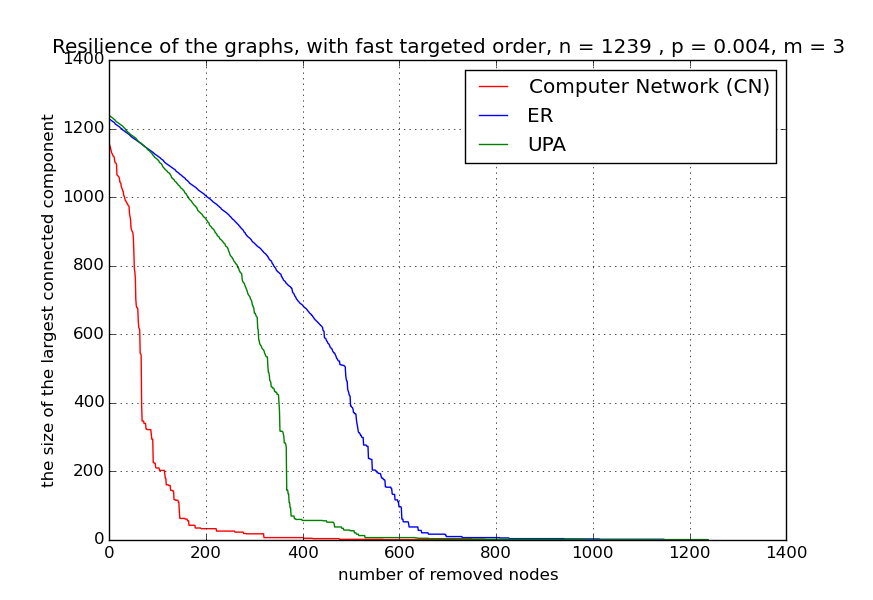 Resilience of the graphs, with fast targeted order, n = 1239 , p = 0.004, m = 3
1400
1200
1000
800
600
400
200
0
the size of the largest connected component
Computer Network (CN)
ER
UPA
0 200 400 600 800 1000 1200 1400
number of removed nodes